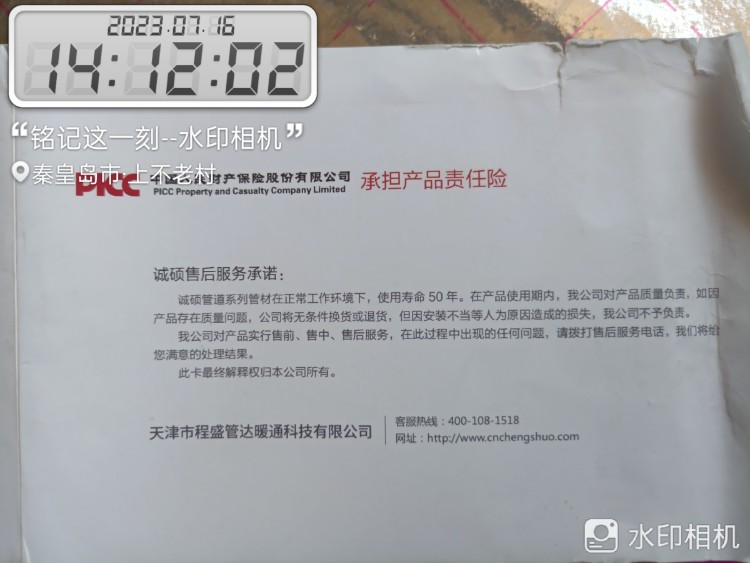 2023.07.16
14:12:02
“铭记这一刻--水印相机”
秦皇岛市·上不老村
PICC 中国人民财产保险股份有限公司 承担产品责任险
PICC Property and Casualty Company Limited
诚硕售后服务承诺：
诚硕管道系列管材在正常工作环境下，使用寿命 50 年。在产品使用期内，我公司对产品质量负责，如因
产品存在质量问题，公司将无条件换货或退货，但因安装不当等人为原因造成的损失，我公司不予负责。
我公司对产品实行售前、售中、售后服务，在此过程中出现的任何问题，请拨打售后服务电话，我们将给
您满意的处理结果。
此卡最终解释权归本公司所有。
天津市程盛管达暖通科技有限公司
客服热线：400-108-1518
网址：http://www.cnchengshuo.com
水印相机